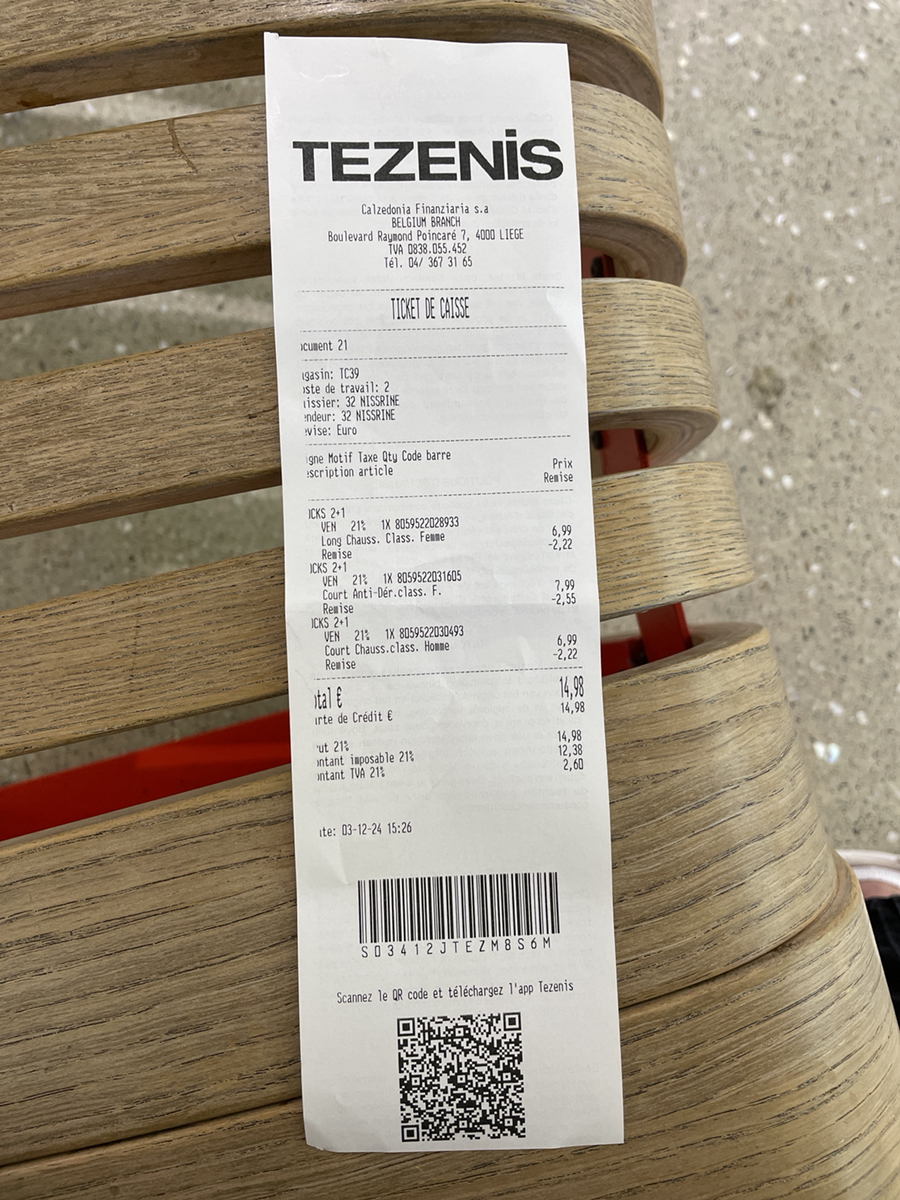 TEZENiS
Calzedonia Finanziaria s.a
BELGIUM BRANCH
Boulevard Raymond Poincaré 7, 4000 LIEGE
TVA 0838.055.452
Tél. 04/ 367 31 65
TICKET DE CAISSE
ocument 21
agasin: TC39
oste de travail: 2
aissier: 32 NISSRINE
endeur: 32 NISSRINE
evise: Euro
igne Motif Taxe Qty Code barre
escription article
Prix
Remise
OCKS 2+1
VEN 21% 1X 8059522028933
Long Chauss. Class. Femme 6,99
Remise -2,22
OCKS 2+1
VEN 21% 1X 8059522031605
Court Anti-Dér.class. F. 7,99
Remise -2,55
OCKS 2+1
VEN 21% 1X 8059522030493
Court Chauss.class. Homme 6,99
Remise -2,22
otal € 14,98
arte de Crédit € 14,98
rut 21% 14,98
ontant imposable 21% 12,38
ontant TVA 21% 2,60
ate: 03-12-24 15:26
S03412JTEZM8S6M
Scannez le QR code et téléchargez l'app Tezenis